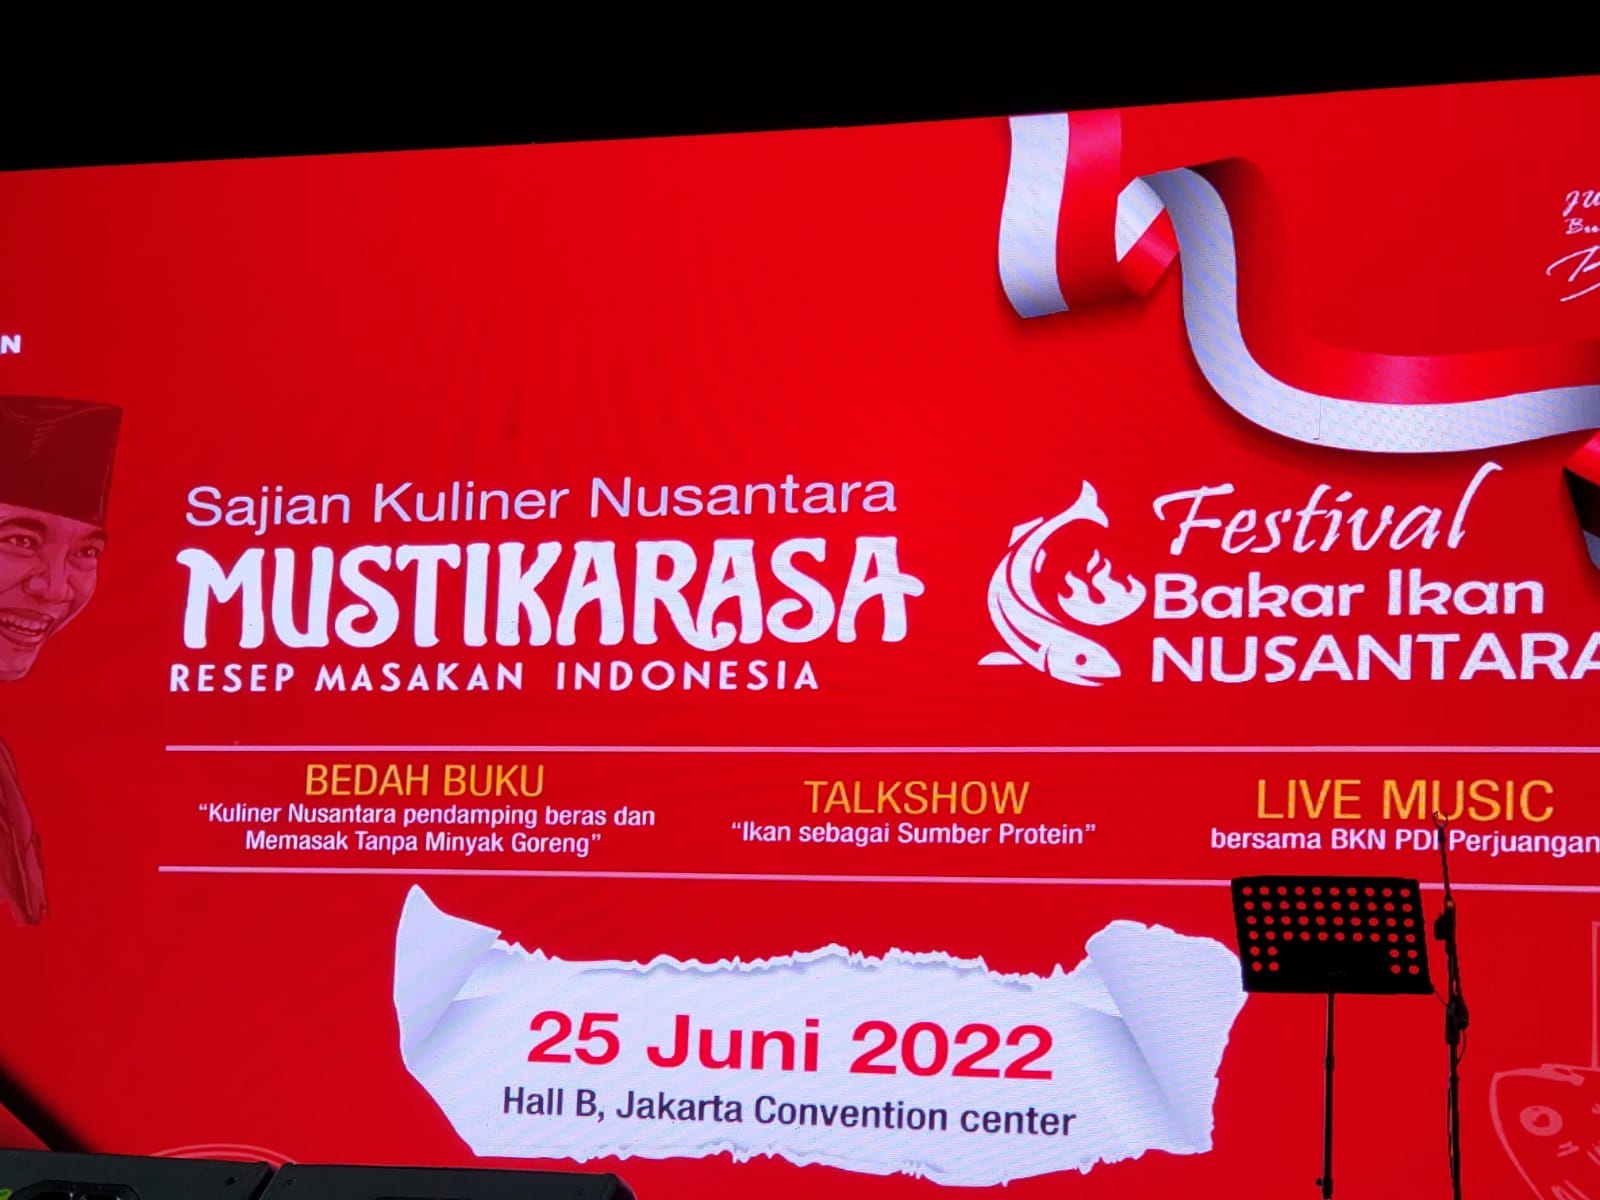 Sajian Kuliner Nusantara
MUSTIKARASA
RESEP MASAKAN INDONESIA
Festival
Bakar Ikan
NUSANTARA
BEDAH BUKU
“Kuliner Nusantara pendamping beras dan
Memasak Tanpa Minyak Goreng”
TALKSHOW
“Ikan sebagai Sumber Protein”
LIVE MUSIC
bersama BKN PDI Perjuangan
25 Juni 2022
Hall B, Jakarta Convention center